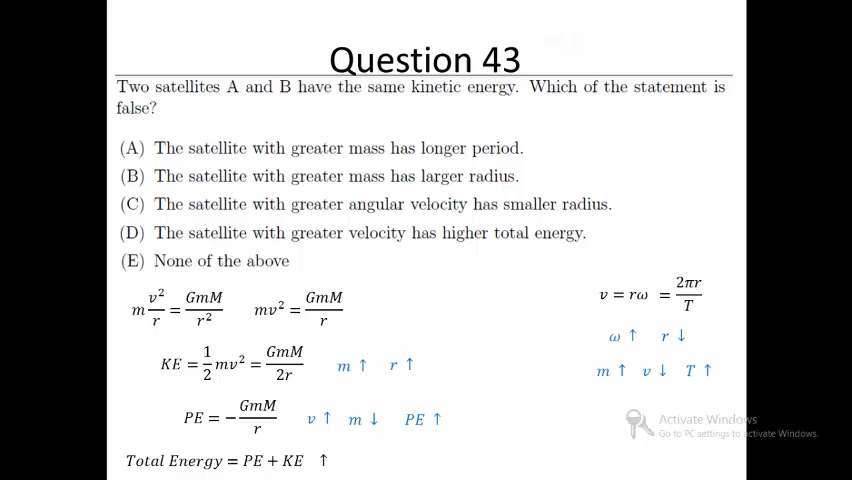 Question 43
Two satellites A and B have the same kinetic energy. Which of the statement is
false?
(A) The satellite with greater mass has longer period.
(B) The satellite with greater mass has larger radius.
(C) The satellite with greater angular velocity has smaller radius.
(D) The satellite with greater velocity has higher total energy.
(E) None of the above
m v²/r = GmM/r²   mv² = GmM/r   v = rω = 2πr/T
ω ↑   r ↓
KE = 1/2 mv² = GmM/2r   m ↑   r ↑   m ↑   v ↓   T ↑
PE = − GmM/r   v ↑   m ↓   PE ↑
Activate Windows
Go to PC settings to activate Windows.
Total Energy = PE + KE   ↑